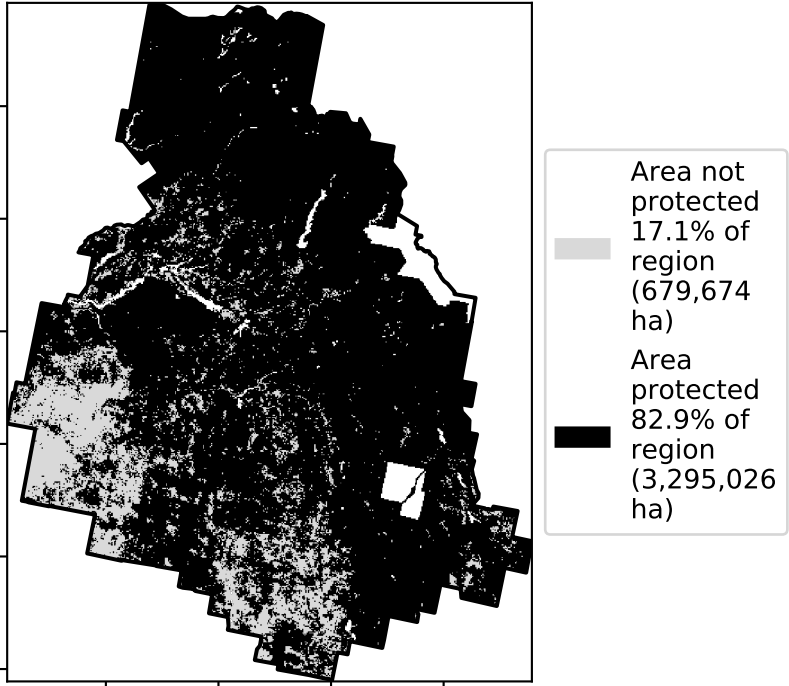 Area not
protected
17.1% of
region
(679,674
ha)
Area
protected
82.9% of
region
(3,295,026
ha)